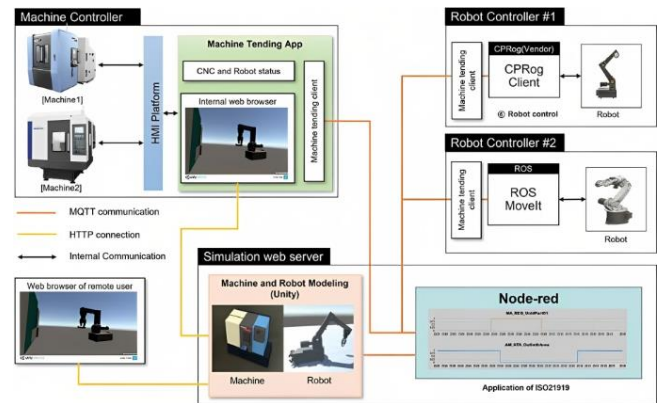 Machine Controller
[Machine1]
[Machine2]
HMI Platform
Machine Tending App
CNC and Robot status
Internal web browser
Machine tending client
MQTT communication
HTTP connection
Internal Communication
Web browser of remote user
Robot Controller #1
Machine tending client
CPRog(Vendor)
CPRog
Client
Ⓔ Robot control
Robot
Robot Controller #2
Machine tending
client
ROS
ROS
MoveIt
Robot
Simulation web server
Machine and Robot Modeling
(Unity)
Machine
Robot
Node-red
Application of ISO21919